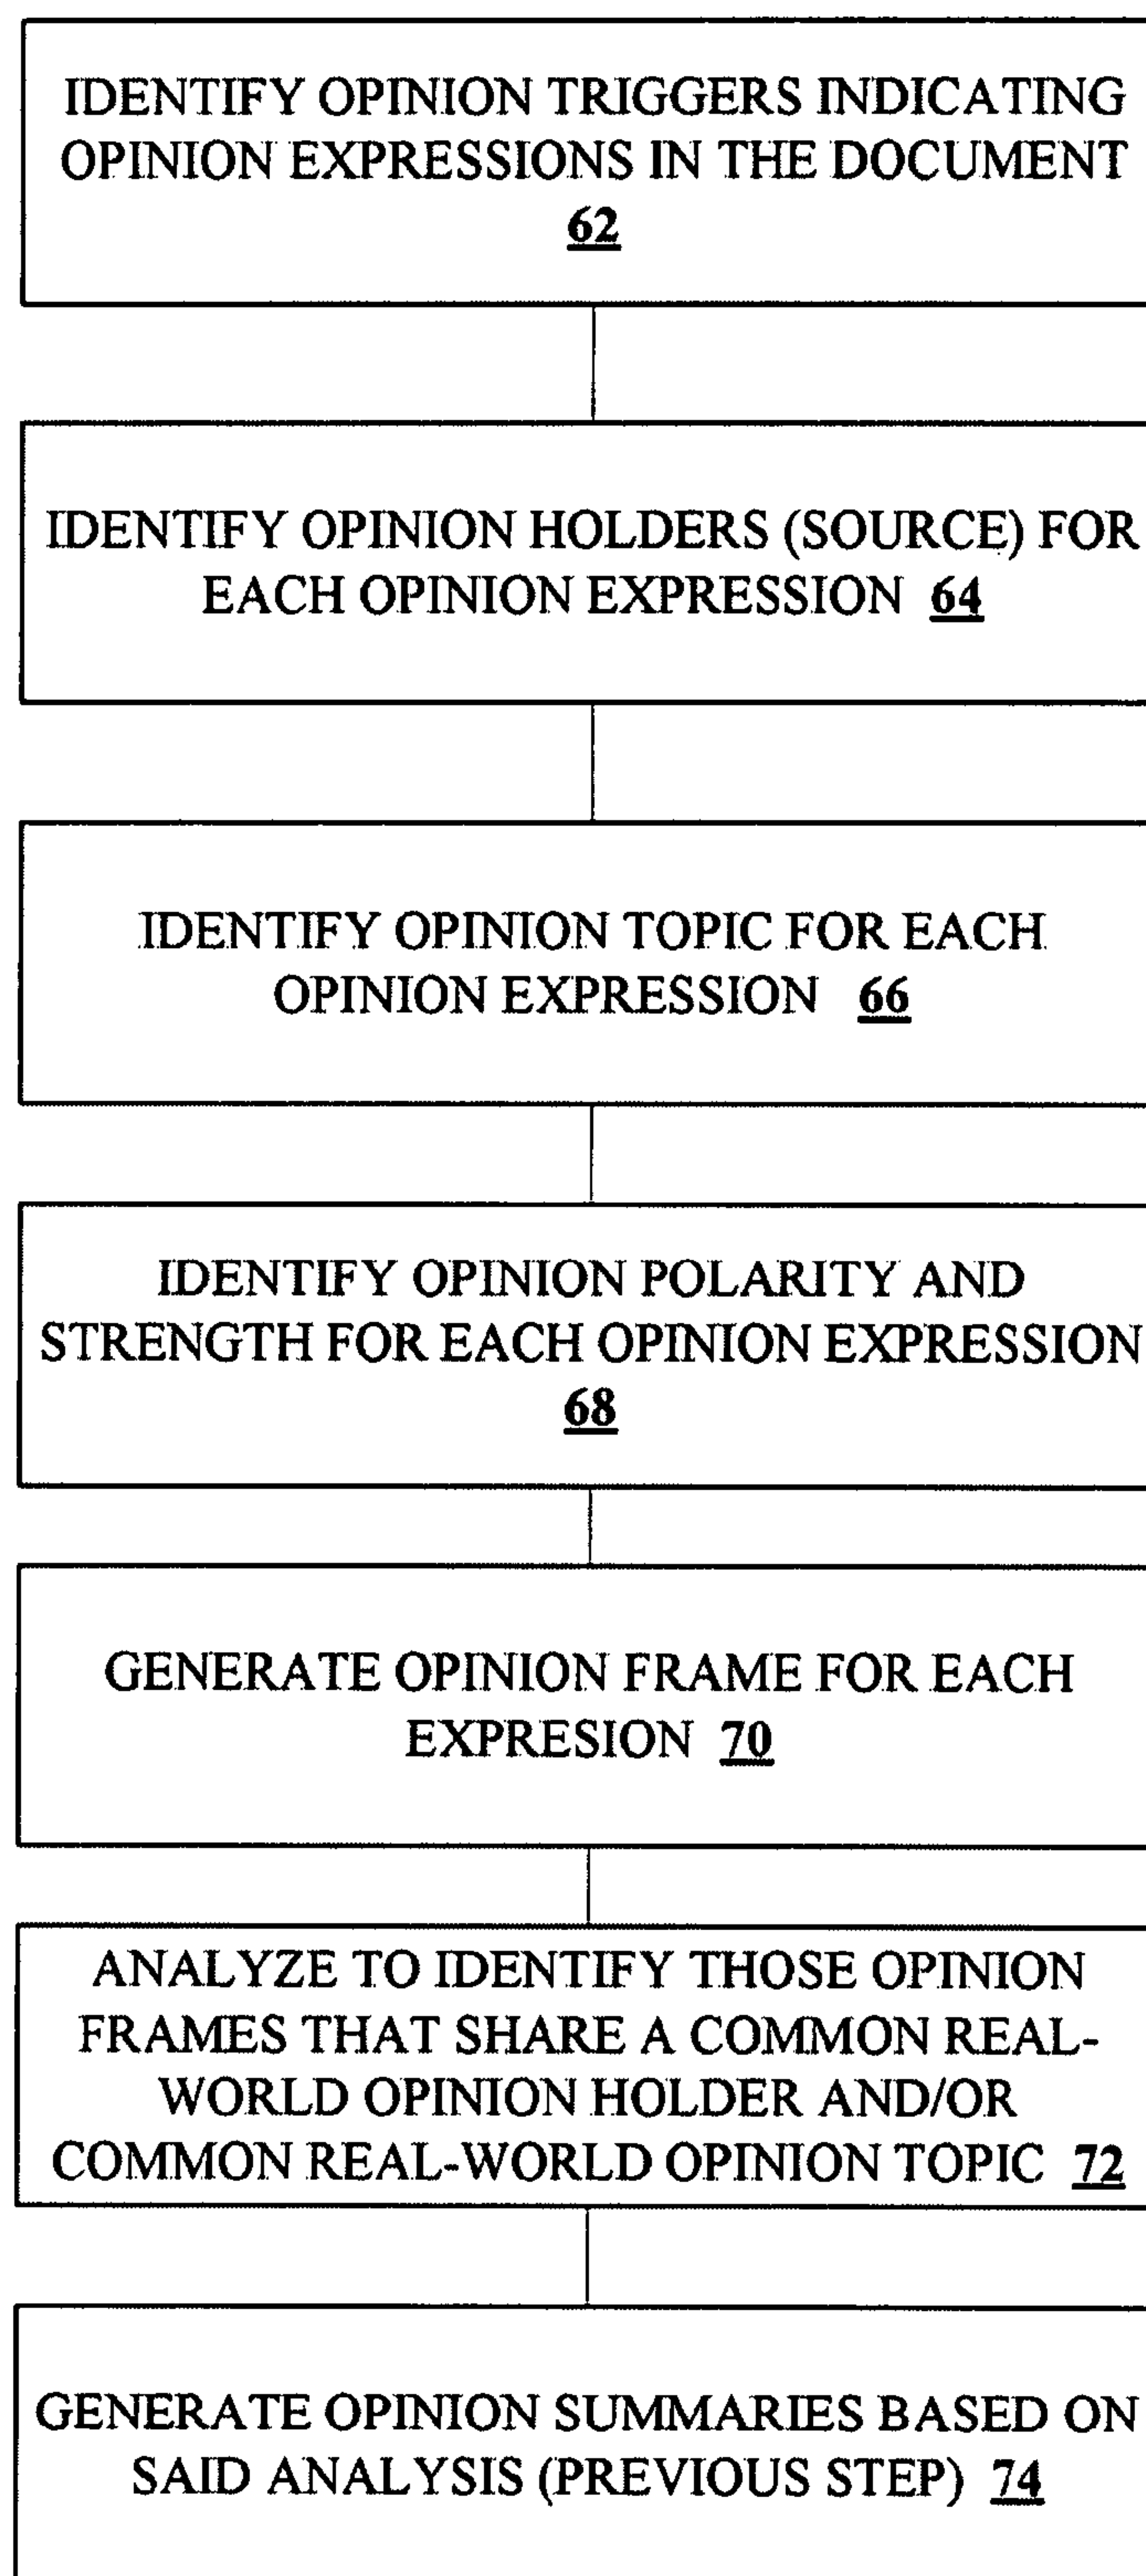 IDENTIFY OPINION TRIGGERS INDICATING
OPINION EXPRESSIONS IN THE DOCUMENT
62
IDENTIFY OPINION HOLDERS (SOURCE) FOR
EACH OPINION EXPRESSION 64
IDENTIFY OPINION TOPIC FOR EACH
OPINION EXPRESSION 66
IDENTIFY OPINION POLARITY AND
STRENGTH FOR EACH OPINION EXPRESSION
68
GENERATE OPINION FRAME FOR EACH
EXPRESION 70
ANALYZE TO IDENTIFY THOSE OPINION
FRAMES THAT SHARE A COMMON REAL-
WORLD OPINION HOLDER AND/OR
COMMON REAL-WORLD OPINION TOPIC 72
GENERATE OPINION SUMMARIES BASED ON
SAID ANALYSIS (PREVIOUS STEP) 74